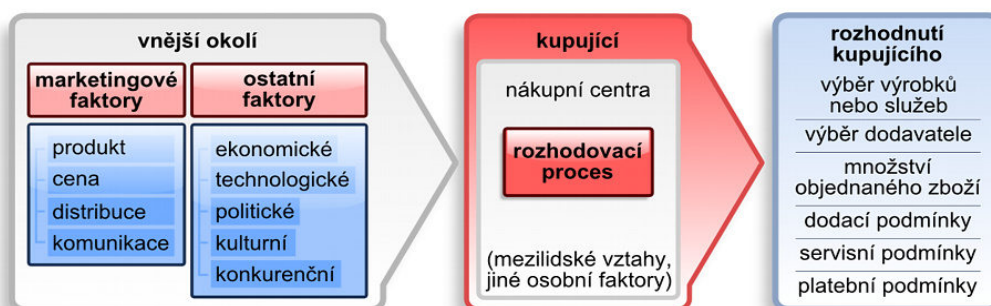 vnější okolí
marketingové
faktory
produkt
cena
distribuce
komunikace
ostatní
faktory
ekonomické
technologické
politické
kulturní
konkurenční
kupující
nákupní centra
rozhodovací
proces
(mezilidské vztahy,
jiné osobní faktory)
rozhodnutí
kupujícího
výběr výrobků
nebo služeb
výběr dodavatele
množství
objednaného zboží
dodací podmínky
servisní podmínky
platební podmínky